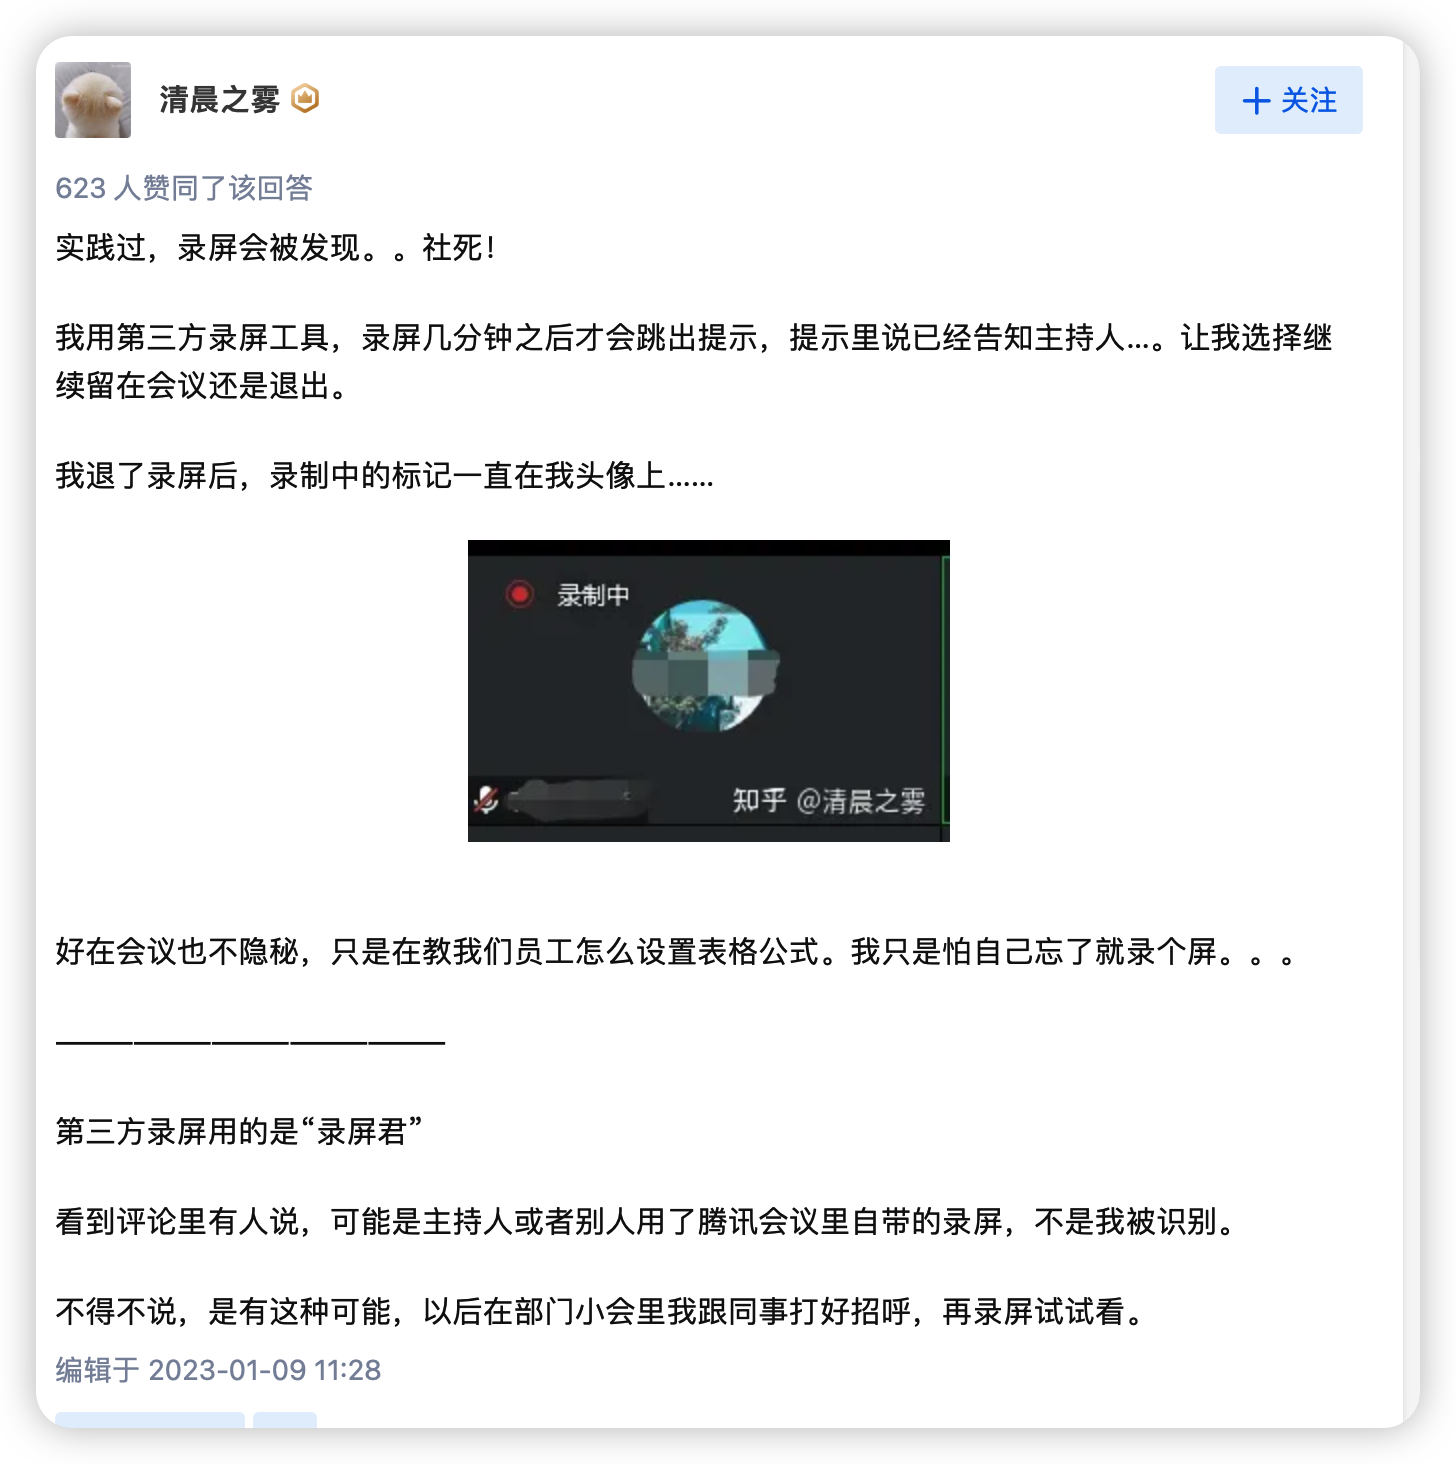 清晨之雾
+ 关注
623 人赞同了该回答
实践过，录屏会被发现。。社死！
我用第三方录屏工具，录屏几分钟之后才会跳出提示，提示里说已经告知主持人...。让我选择继
续留在会议还是退出。
我退了录屏后，录制中的标记一直在我头像上......
录制中
知乎 @清晨之雾
好在会议也不隐秘，只是在教我们员工怎么设置表格公式。我只是怕自己忘了就录个屏。。。
—————————————
第三方录屏用的是“录屏君”
看到评论里有人说，可能是主持人或者别人用了腾讯会议里自带的录屏，不是我被识别。
不得不说，是有这种可能，以后在部门小会里我跟同事打好招呼，再录屏试试看。
编辑于 2023-01-09 11:28